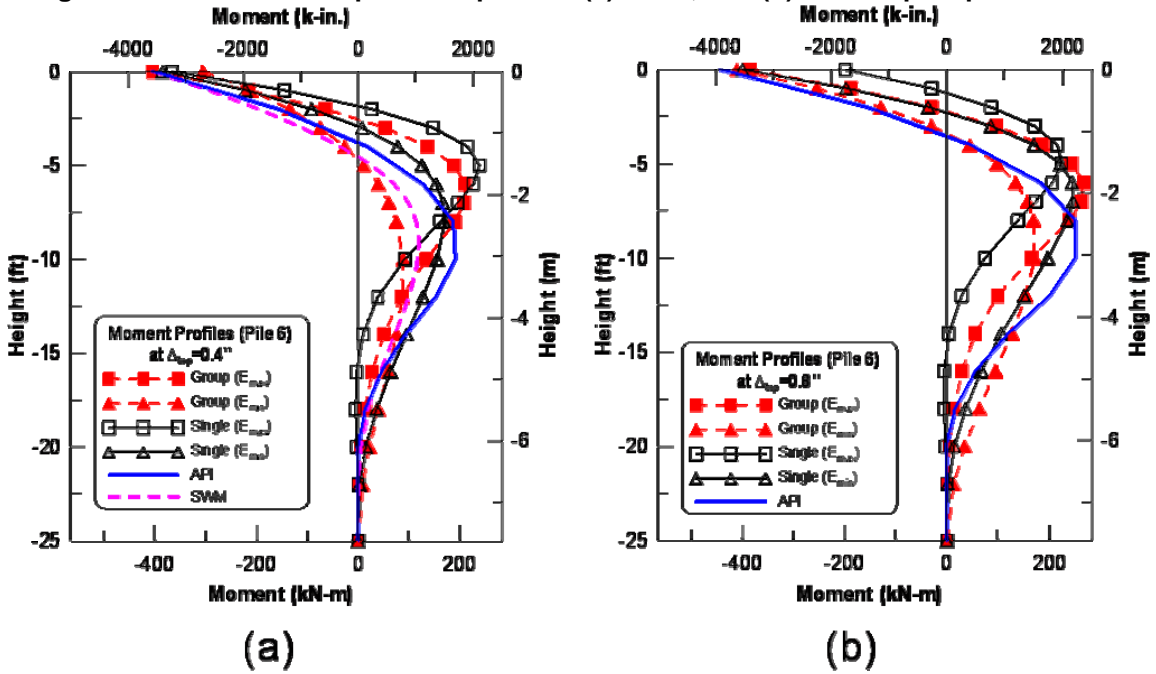 Moment (k-in.)
-4000 -2000 0 2000
0
-5
-10
-15
-20
-25
Height (ft)
0
-2
-4
-6
Height (m)
Moment Profiles (Pile 6)
at Δtop=0.4"
Group (Emax)
Group (Emin)
Single (Emax)
Single (Emin)
API
SWM
-400 -200 0 200
Moment (kN-m)
(a)
Moment (k-in.)
-4000 -2000 0 2000
0
-5
-10
-15
-20
-25
Height (ft)
0
-2
-4
-6
Height (m)
Moment Profiles (Pile 6)
at Δtop=0.8"
Group (Emax)
Group (Emin)
Single (Emax)
Single (Emin)
API
-400 -200 0 200
Moment (kN-m)
(b)